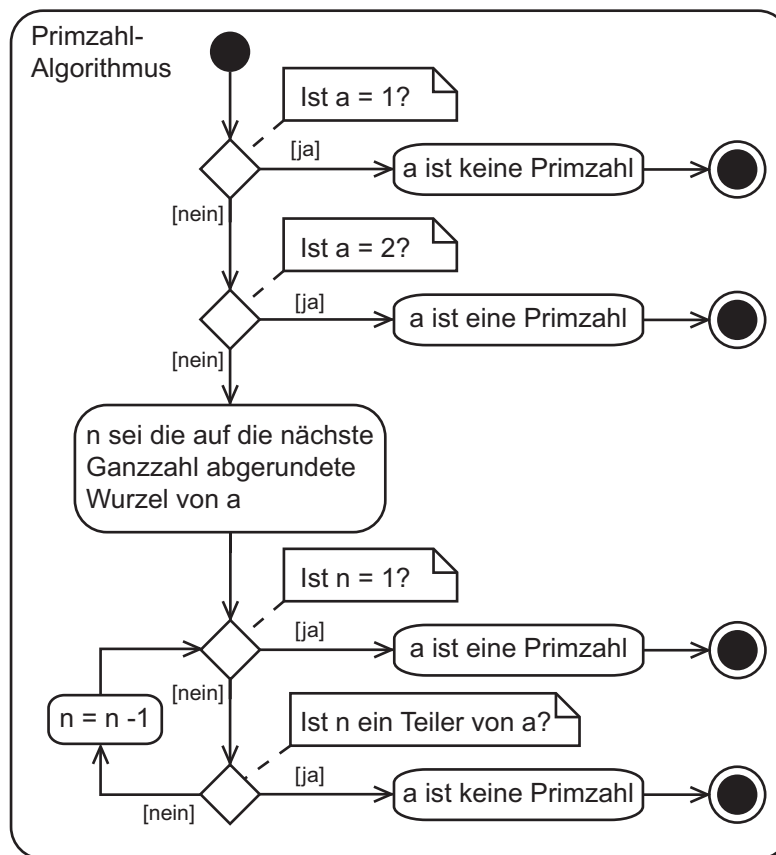 Primzahl-
Algorithmus
Ist a = 1?
[ja]
a ist keine Primzahl
[nein]
Ist a = 2?
[ja]
a ist eine Primzahl
[nein]
n sei die auf die nächste
Ganzzahl abgerundete
Wurzel von a
Ist n = 1?
[ja]
a ist eine Primzahl
[nein]
n = n -1
Ist n ein Teiler von a?
[ja]
a ist keine Primzahl
[nein]